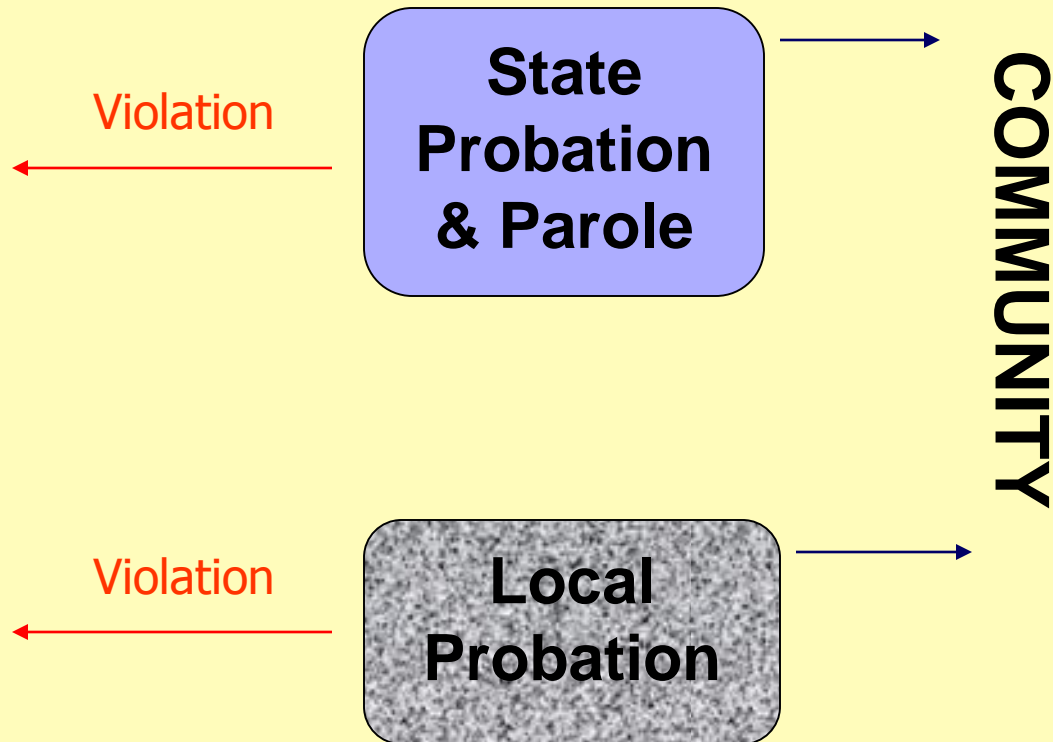 State
Probation
& Parole
Violation
COMMUNITY
Violation
Local
Probation